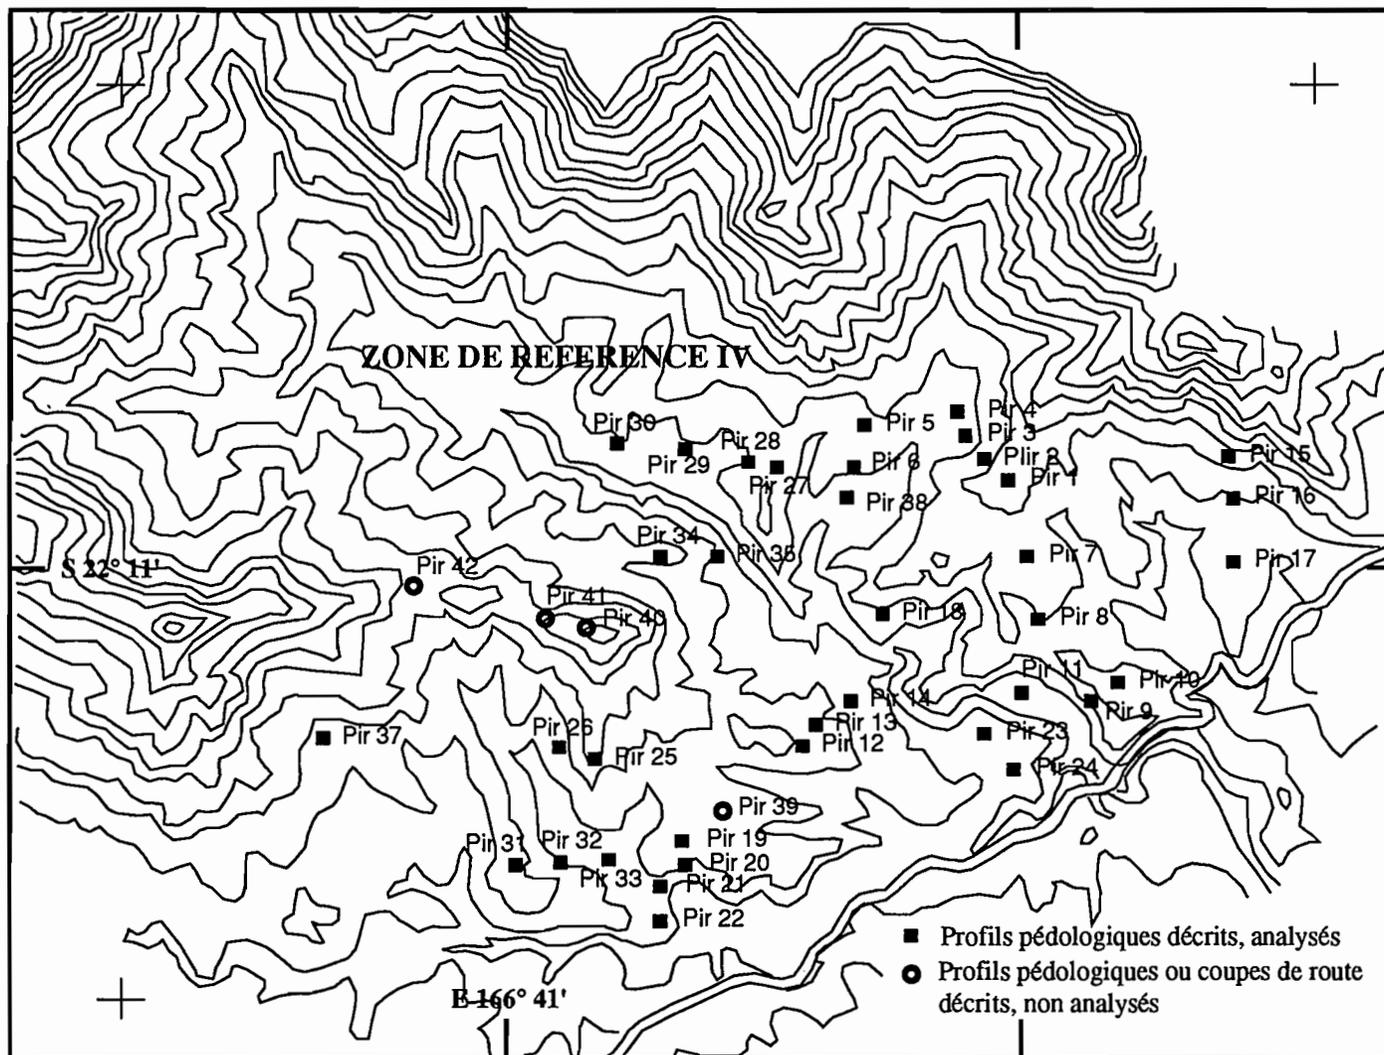 ZONE DE REFERENCE IV
Pir 30
Pir 29
Pir 28
Pir 27
Pir 5
Pir 4
Pir 3
Plir 2
Pir 1
Pir 6
Pir 38
Pir 15
Pir 16
Pir 17
Pir 34
Pir 35
Pir 7
S 22° 11'
Pir 42
Pir 41
Pir 40
Pir 18
Pir 8
Pir 11
Pir 10
Pir 9
Pir 14
Pir 13
Pir 12
Pir 23
Pir 24
Pir 37
Pir 26
Pir 25
Pir 39
Pir 31
Pir 32
Pir 33
Pir 19
Pir 20
Pir 21
Pir 22
Profils pédologiques décrits, analysés
Profils pédologiques ou coupes de route
décrits, non analysés
E 166° 41'